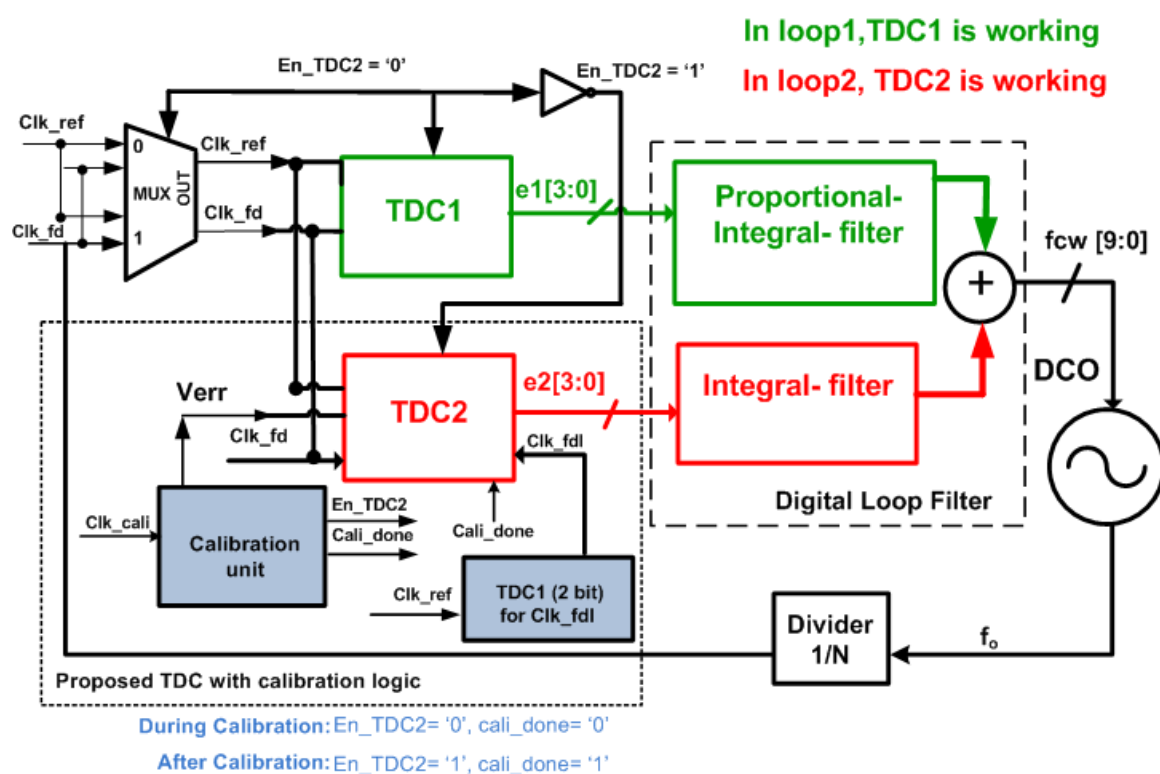 In loop1,TDC1 is working
In loop2, TDC2 is working
En_TDC2 = ‘0’
En_TDC2 = ‘1’
Clk_ref
0
MUX
OUT
1
Clk_fd
Clk_ref
Clk_fd
TDC1
e1[3:0]
Proportional-
Integral- filter
+
fcw [9:0]
TDC2
e2[3:0]
Integral- filter
DCO
Verr
Clk_fd
Clk_fdl
Digital Loop Filter
Clk_cali
Calibration
unit
En_TDC2
Cali_done
Cali_done
Clk_ref
TDC1 (2 bit)
for Clk_fdl
Divider
1/N
fₒ
Proposed TDC with calibration logic
During Calibration: En_TDC2= ‘0’, cali_done= ‘0’
After Calibration: En_TDC2= ‘1’, cali_done= ‘1’